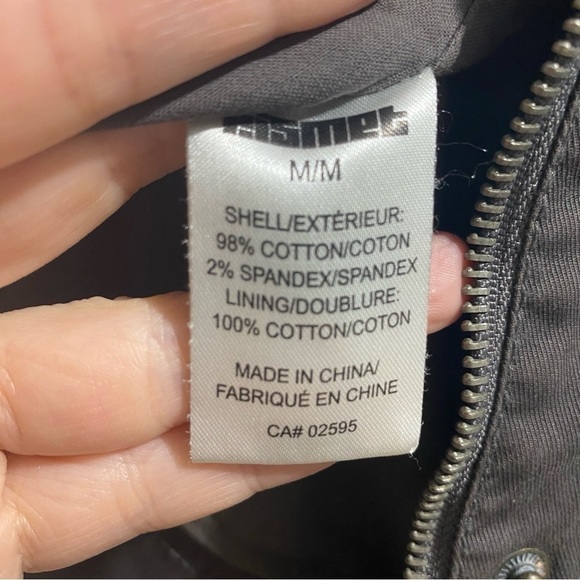 M/M
SHELL/EXTÉRIEUR:
98% COTTON/COTON
2% SPANDEX/SPANDEX
LINING/DOUBLURE:
100% COTTON/COTON
MADE IN CHINA/
FABRIQUÉ EN CHINE
CA# 02595